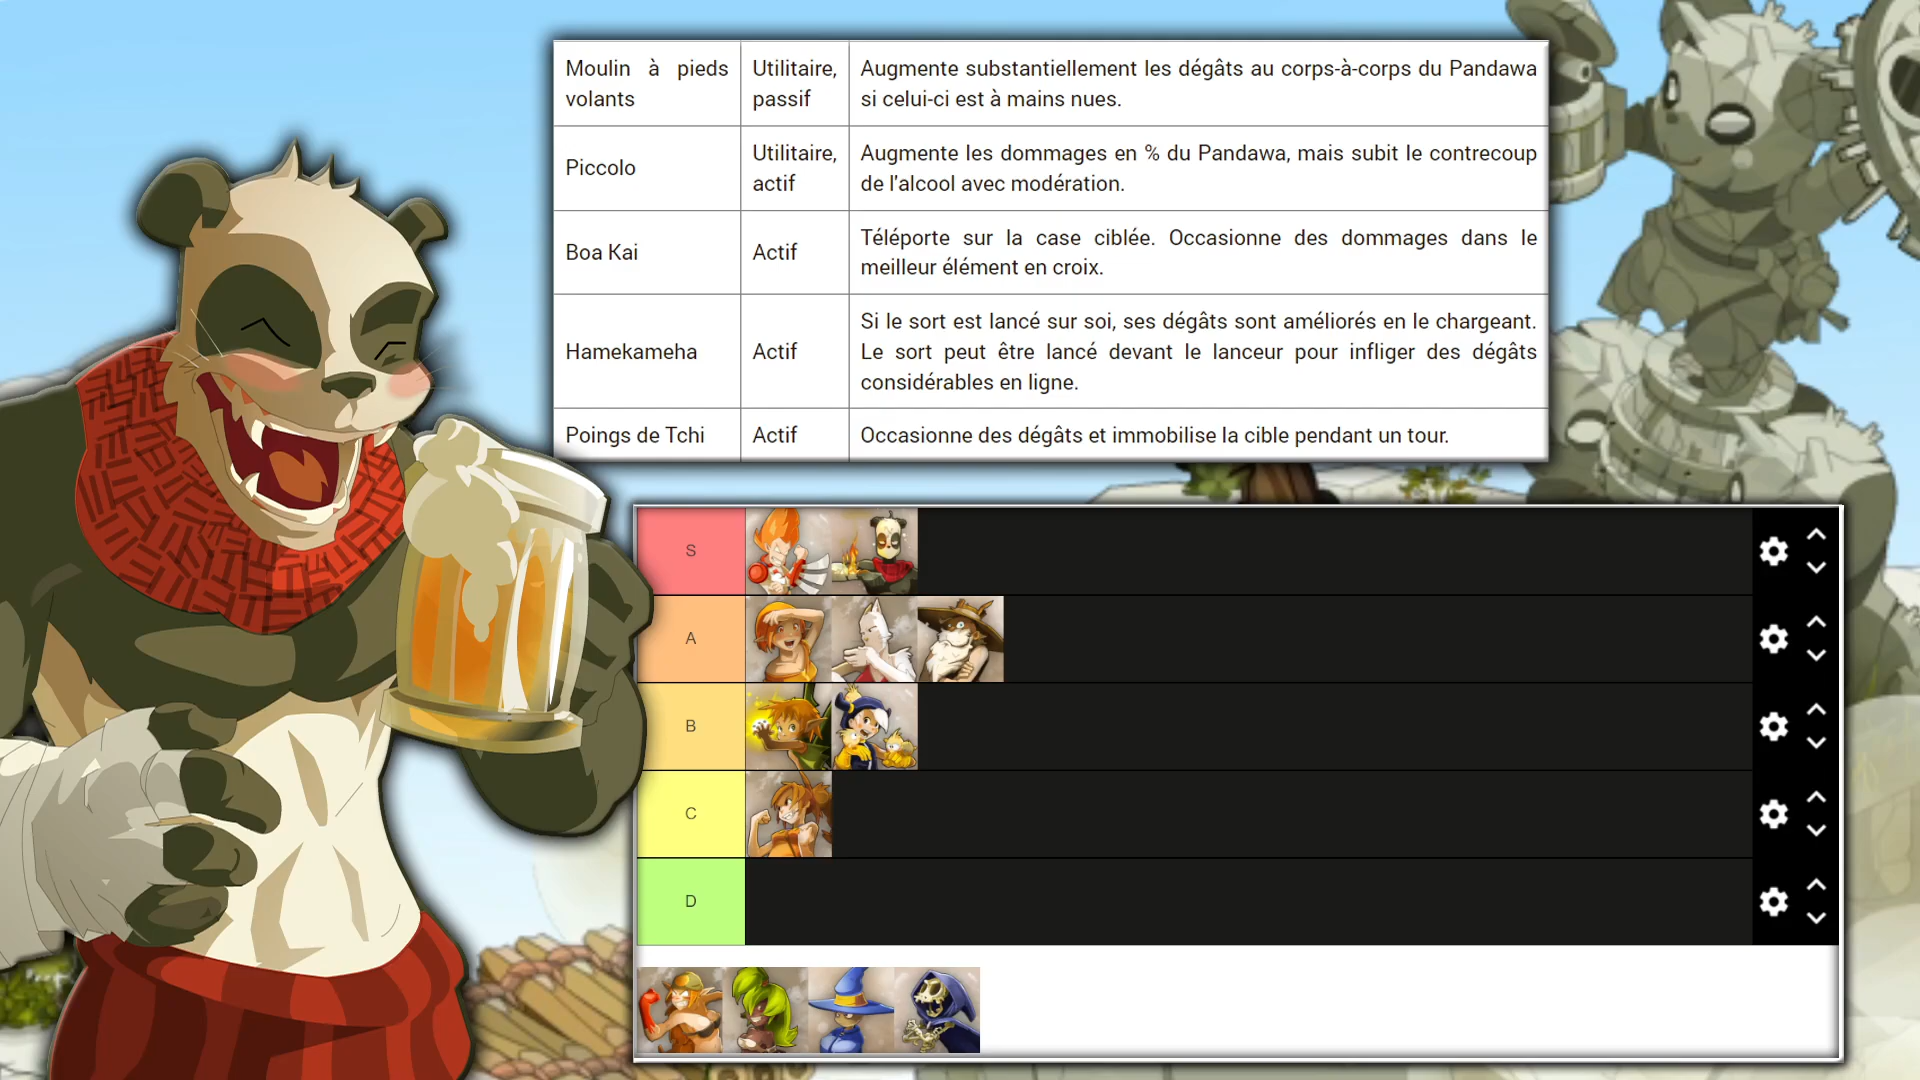 Moulin à pieds volants
Utilitaire, passif
Augmente substantiellement les dégâts au corps-à-corps du Pandawa
si celui-ci est à mains nues.
Piccolo
Utilitaire, actif
Augmente les dommages en % du Pandawa, mais subit le contrecoup
de l'alcool avec modération.
Boa Kai
Actif
Téléporte sur la case ciblée. Occasionne des dommages dans le
meilleur élément en croix.
Hamekameha
Actif
Si le sort est lancé sur soi, ses dégâts sont améliorés en le chargeant.
Le sort peut être lancé devant le lanceur pour infliger des dégâts
considérables en ligne.
Poings de Tchi
Actif
Occasionne des dégâts et immobilise la cible pendant un tour.
S
A
B
C
D